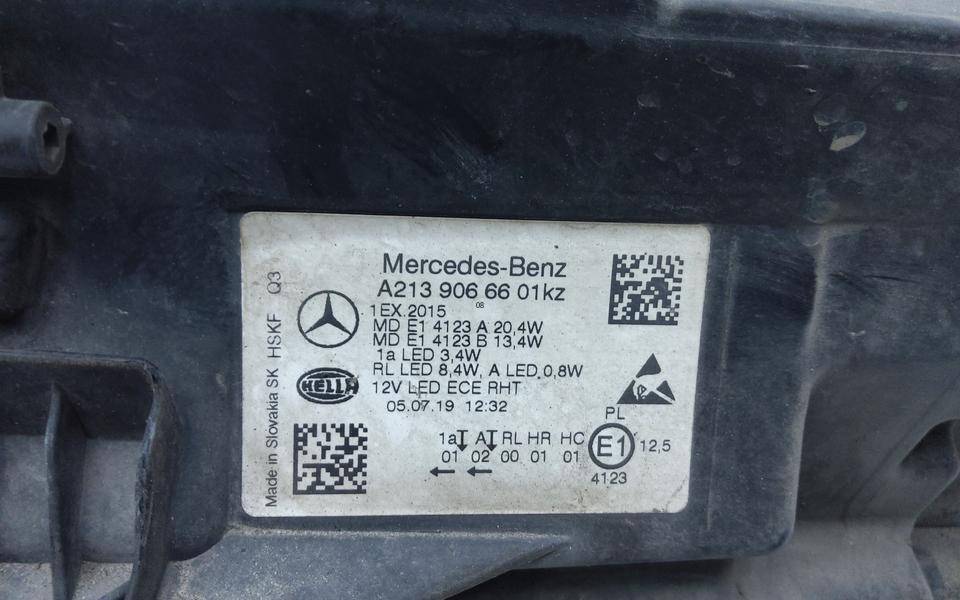 Mercedes-Benz
A213 906 66 01kz
08
1EX.2015
MD E1 4123 A 20,4W
MD E1 4123 B 13,4W
1a LED 3,4W
RL LED 8,4W, A LED 0,8W
12V LED ECE RHT
05.07.19 12:32
HELLA
Made in Slovakia SK HSKF Q3
PL
1a A RL HR HC
01 02 00 01 01
E1
12,5
4123